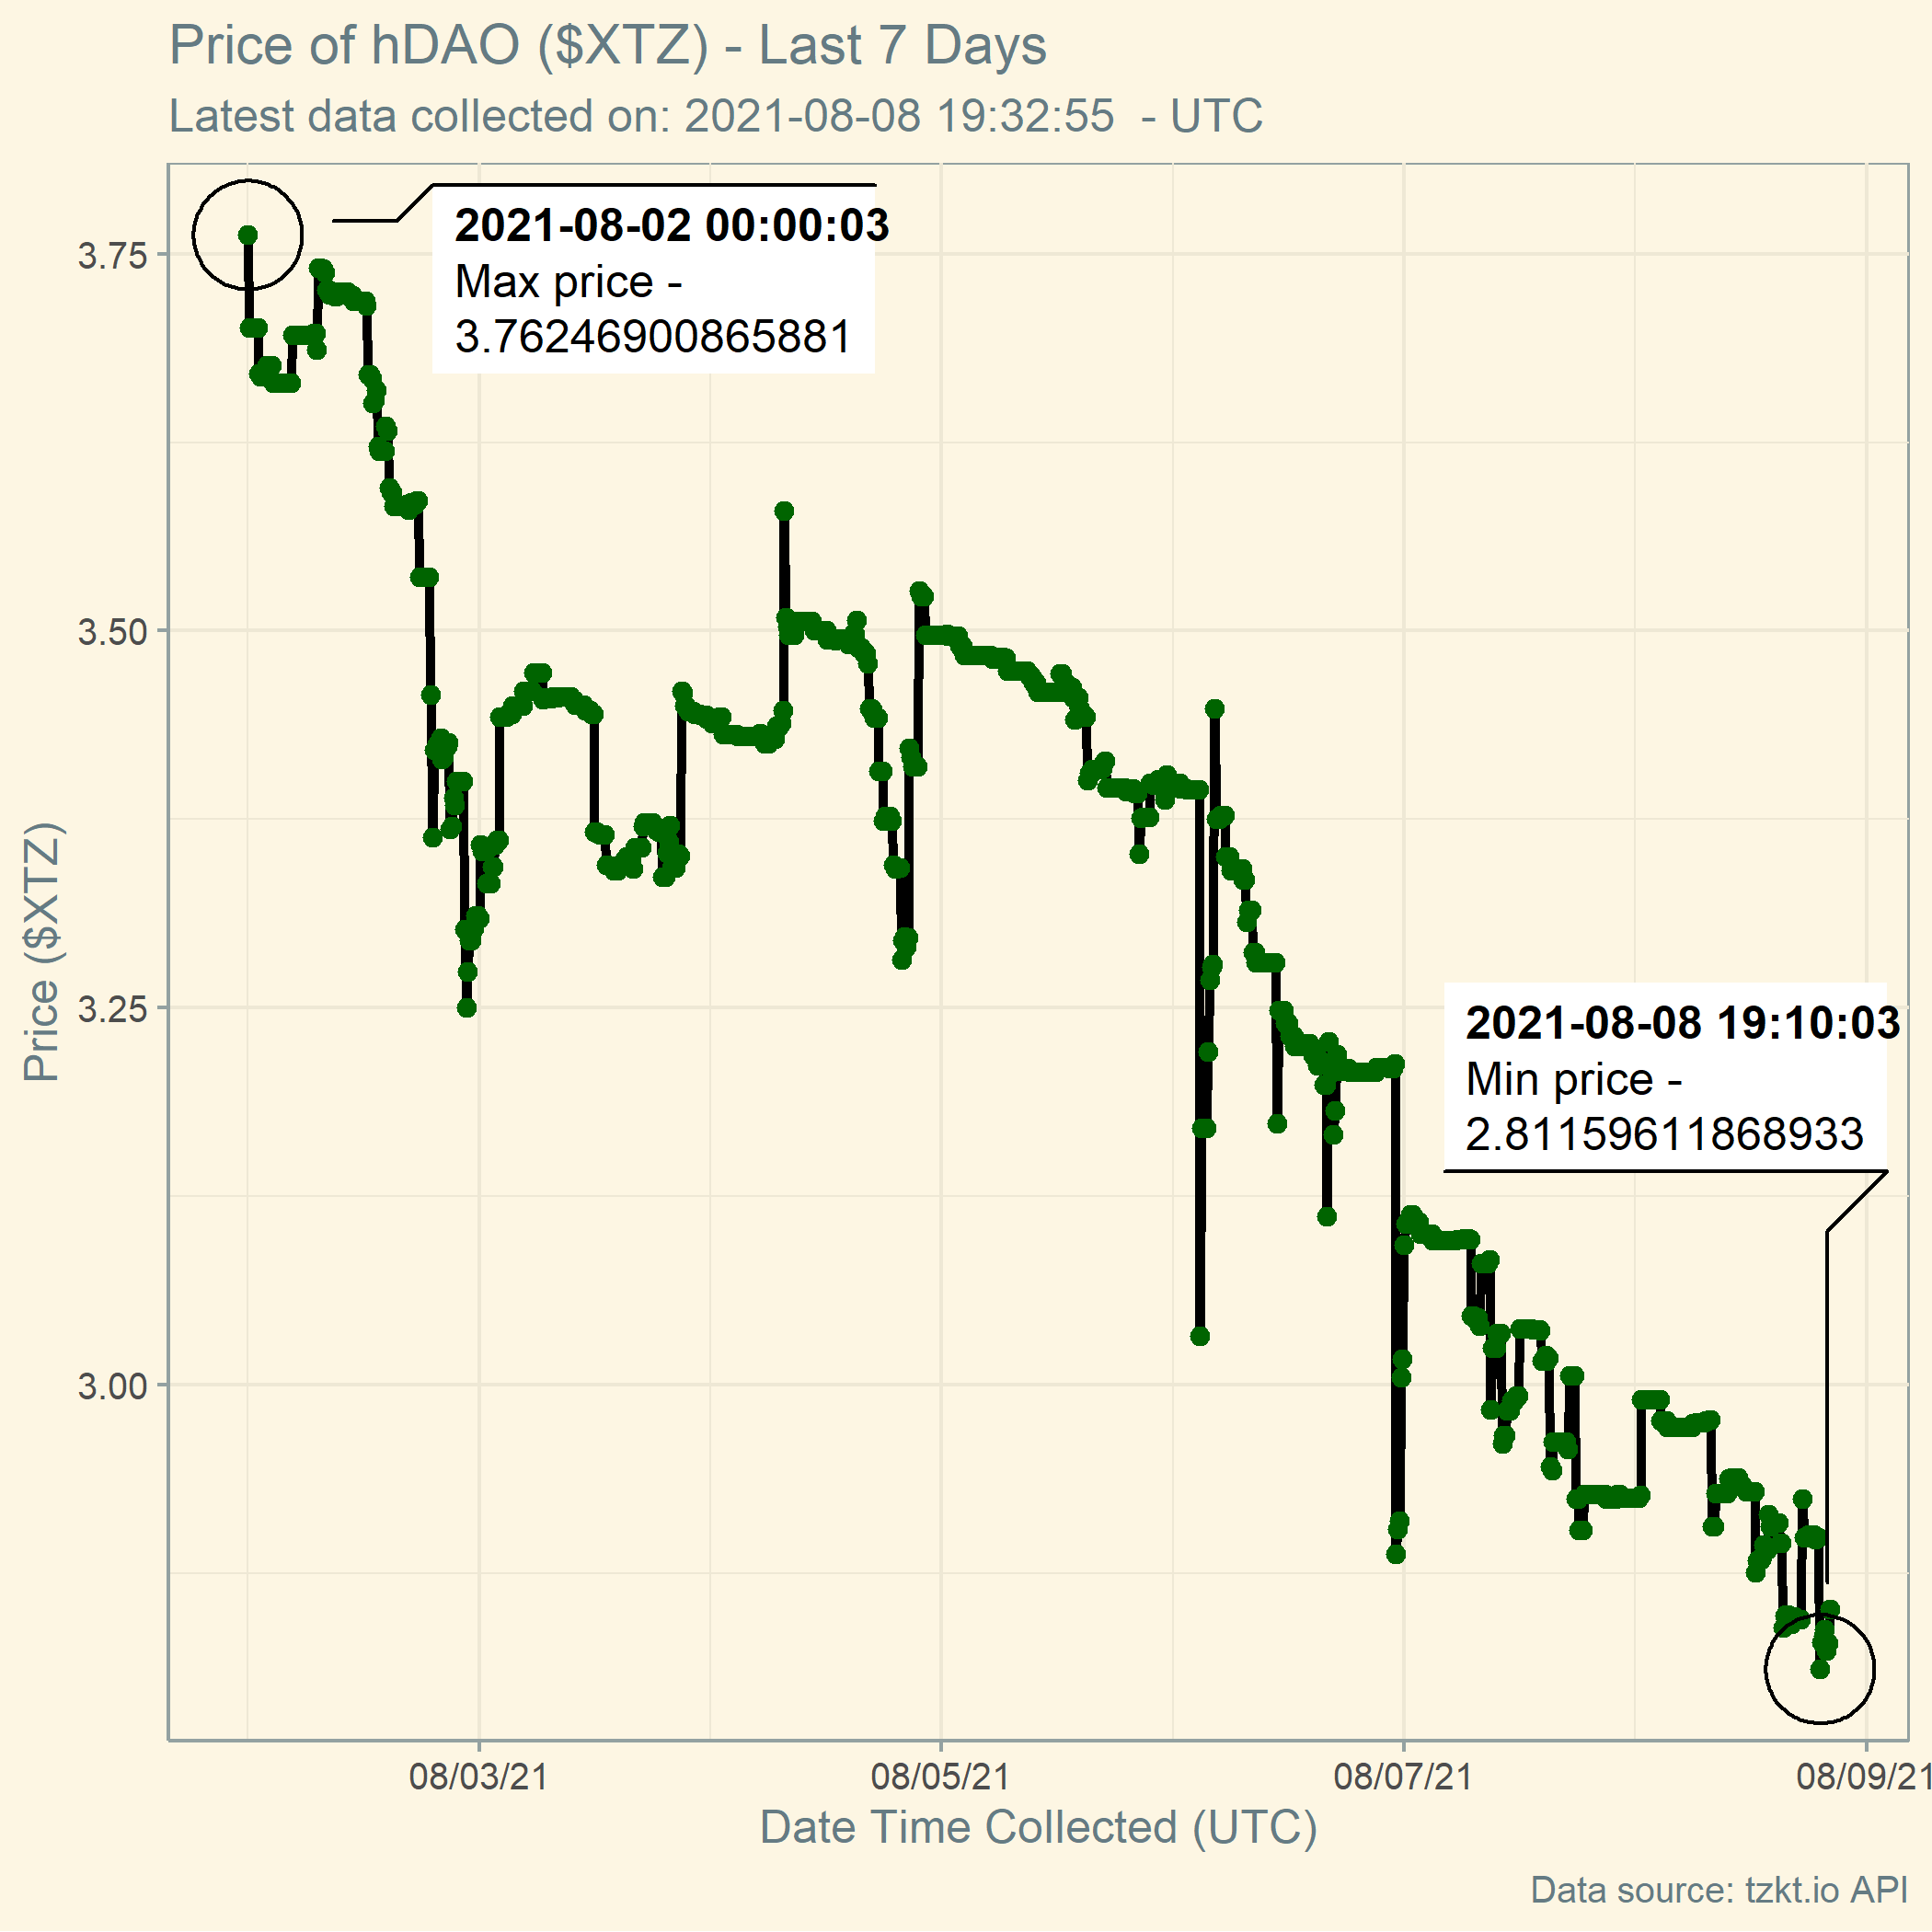 Price of hDAO ($XTZ) - Last 7 Days
Latest data collected on: 2021-08-08 19:32:55  - UTC
2021-08-02 00:00:03
Max price -
3.76246900865881
3.75
3.50
3.25
3.00
Price ($XTZ)
2021-08-08 19:10:03
Min price -
2.81159611868933
08/03/21
08/05/21
08/07/21
08/09/21
Date Time Collected (UTC)
Data source: tzkt.io API